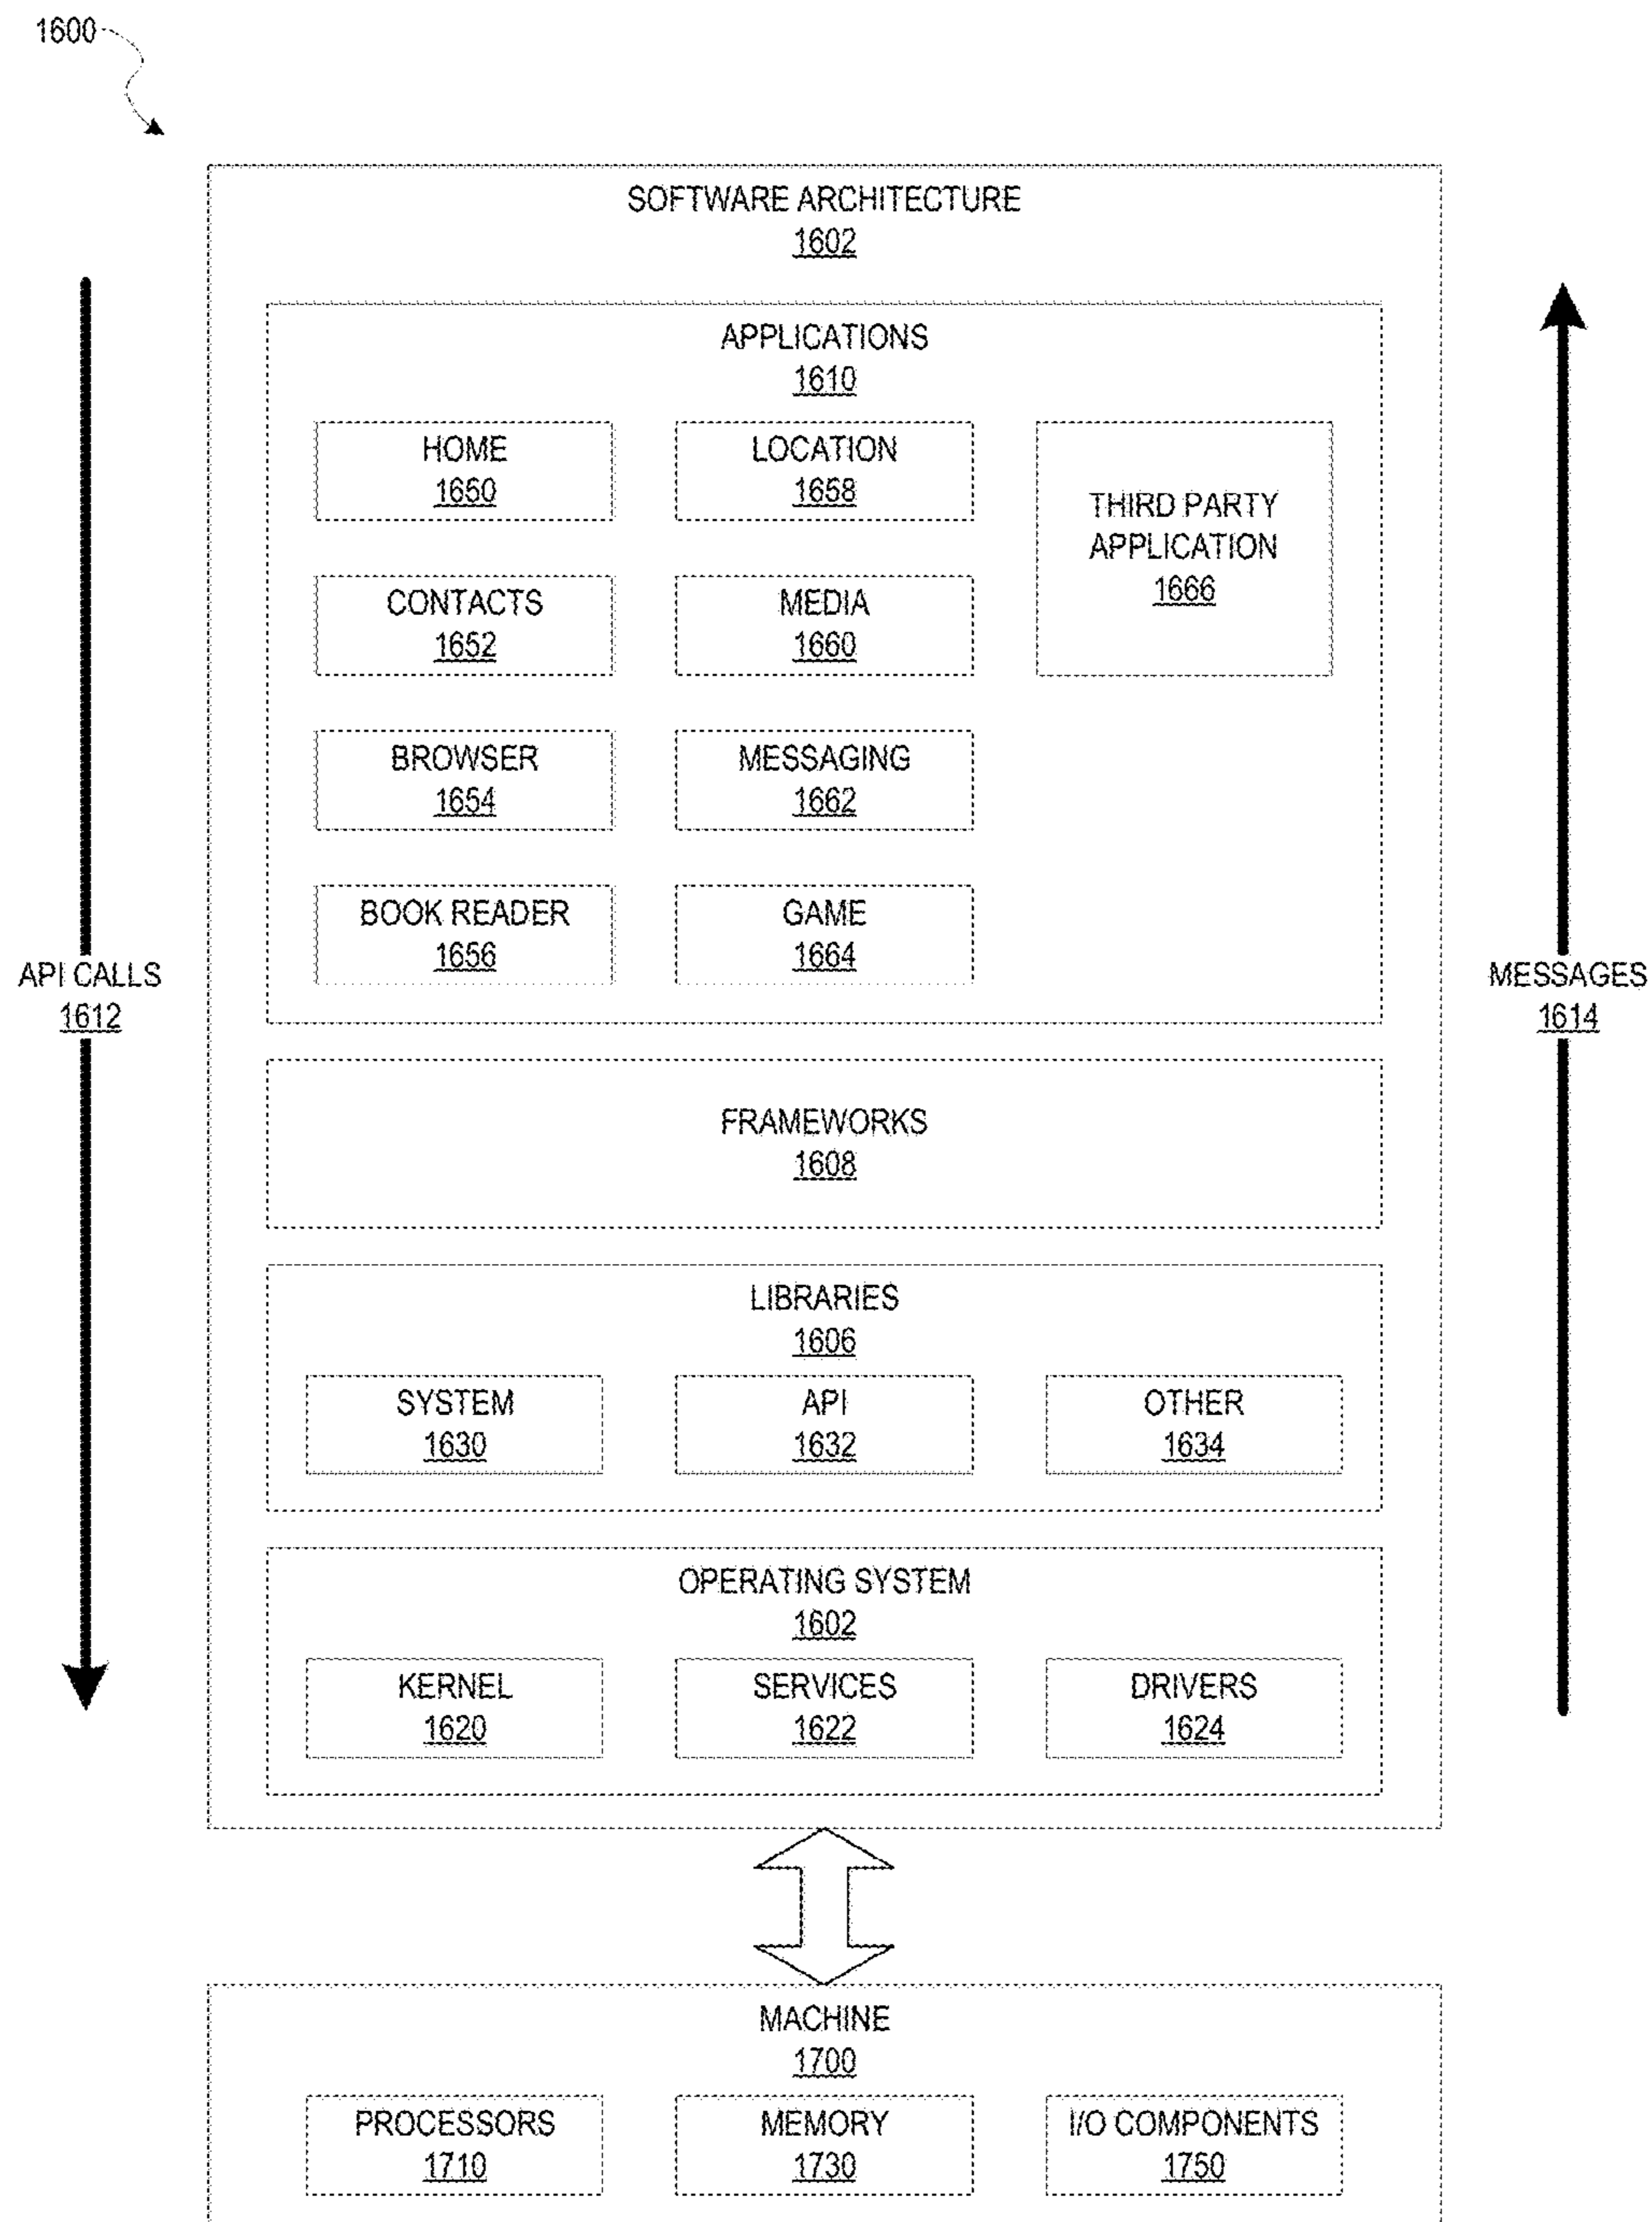 1600
SOFTWARE ARCHITECTURE
1602
APPLICATIONS
1610
HOME
1650
LOCATION
1658
THIRD PARTY
APPLICATION
1666
CONTACTS
1652
MEDIA
1660
BROWSER
1654
MESSAGING
1662
BOOK READER
1656
GAME
1664
API CALLS
1612
MESSAGES
1614
FRAMEWORKS
1608
LIBRARIES
1606
SYSTEM
1630
API
1632
OTHER
1634
OPERATING SYSTEM
1602
KERNEL
1620
SERVICES
1622
DRIVERS
1624
MACHINE
1700
PROCESSORS
1710
MEMORY
1730
I/O COMPONENTS
1750